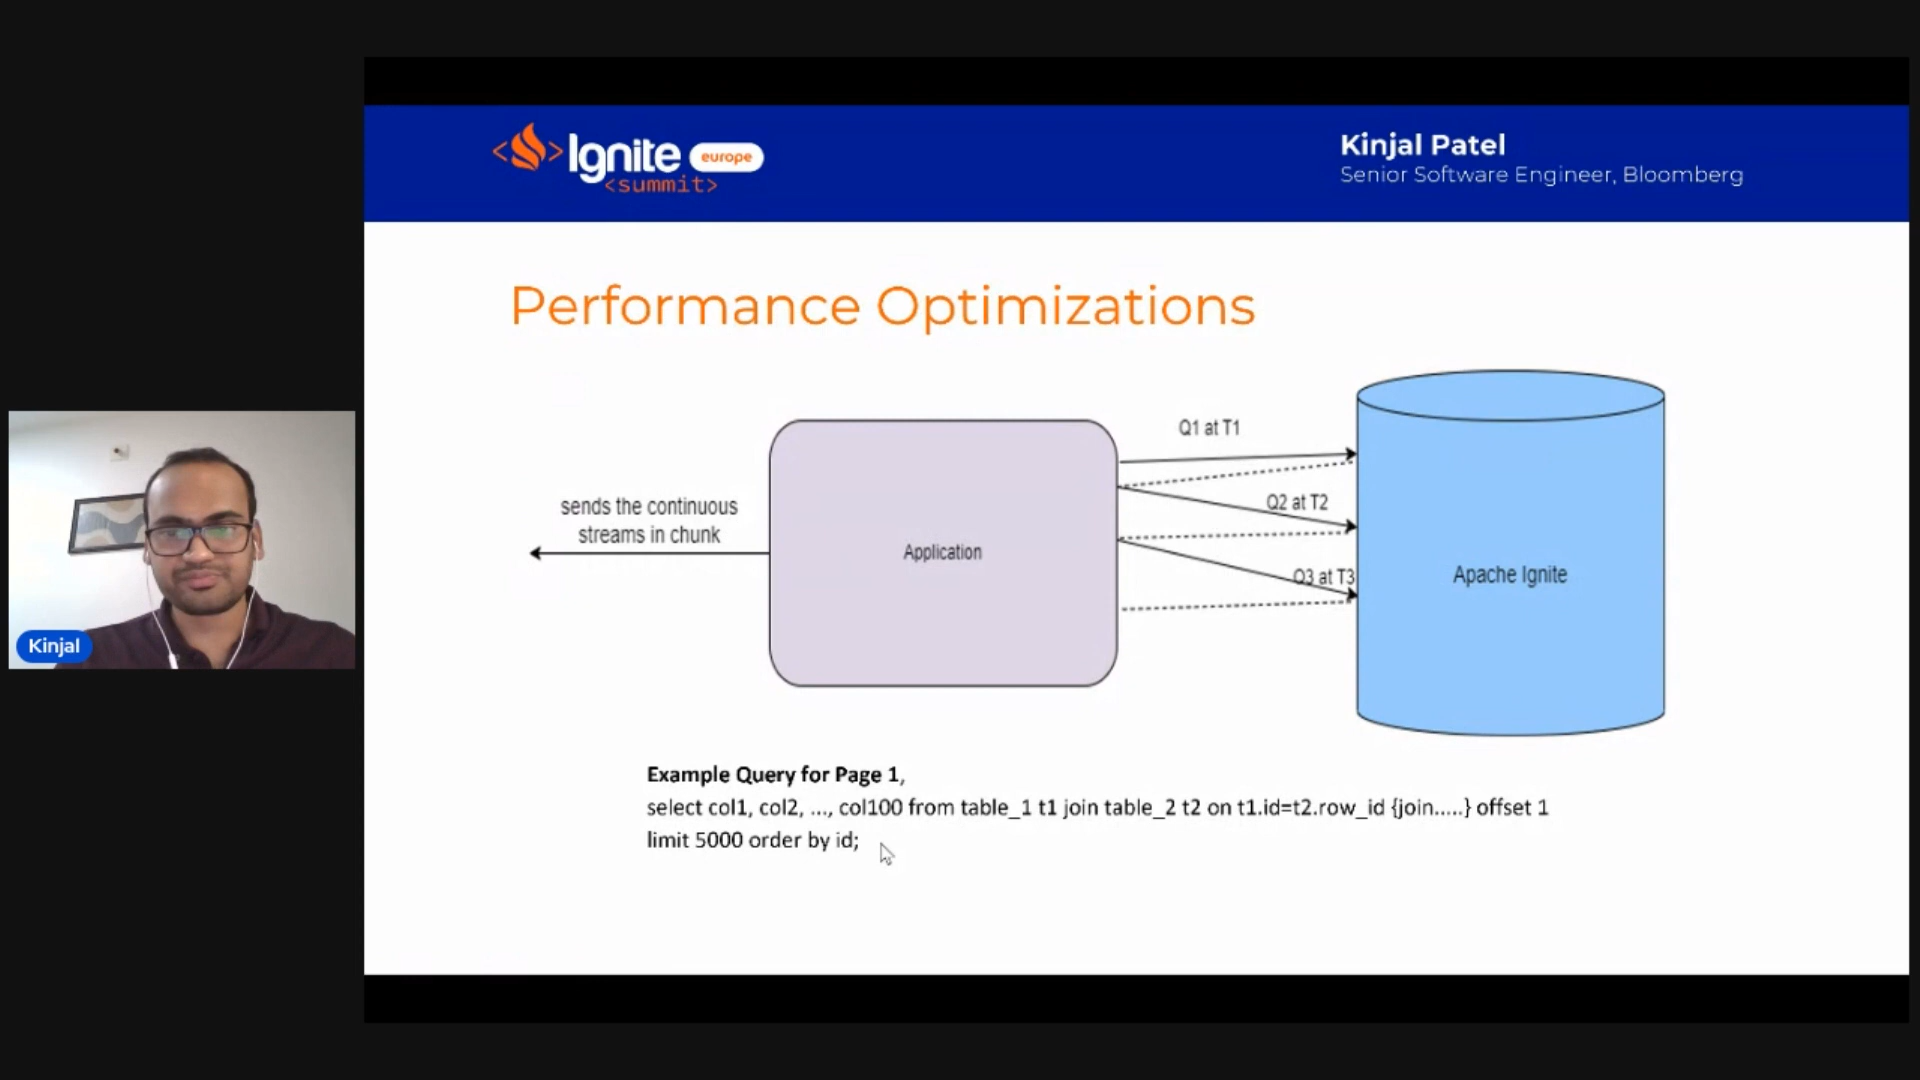 Ignite europe
<summit>
Kinjal Patel
Senior Software Engineer, Bloomberg
Performance Optimizations
Q1 at T1
Q2 at T2
Q3 at T3
sends the continuous
streams in chunk
Application
Apache Ignite
Kinjal
Example Query for Page 1,
select col1, col2, ..., col100 from table_1 t1 join table_2 t2 on t1.id=t2.row_id {join.....} offset 1
limit 5000 order by id;